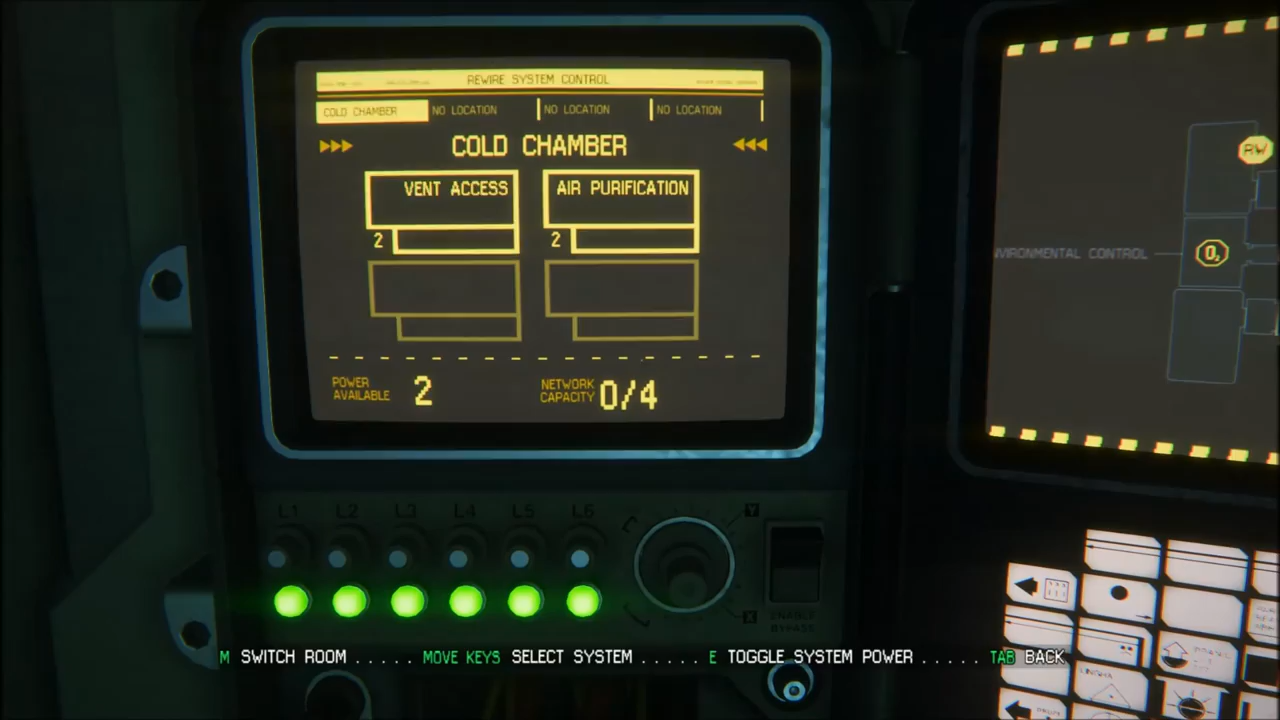 REWIRE SYSTEM CONTROL
COLD CHAMBER NO LOCATION NO LOCATION NO LOCATION
COLD CHAMBER
VENT ACCESS AIR PURIFICATION
2 2
POWER AVAILABLE 2 NETWORK CAPACITY 0/4
RW
VIRONMENTAL CONTROL
O₂
L1 L2 L3 L4 L5 L6
Y
X
ENABLE
BYPASS
M SWITCH ROOM ..... MOVE KEYS SELECT SYSTEM ..... E TOGGLE SYSTEM POWER ..... TAB BACK